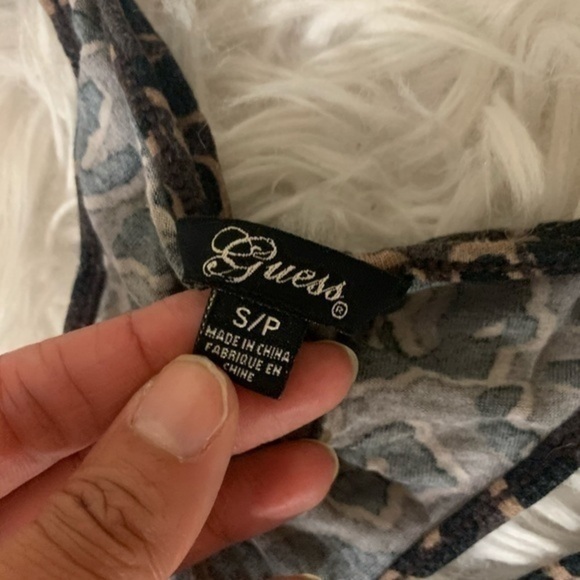 Guess®
S/P
MADE IN CHINA
FABRIQUE EN
CHINE